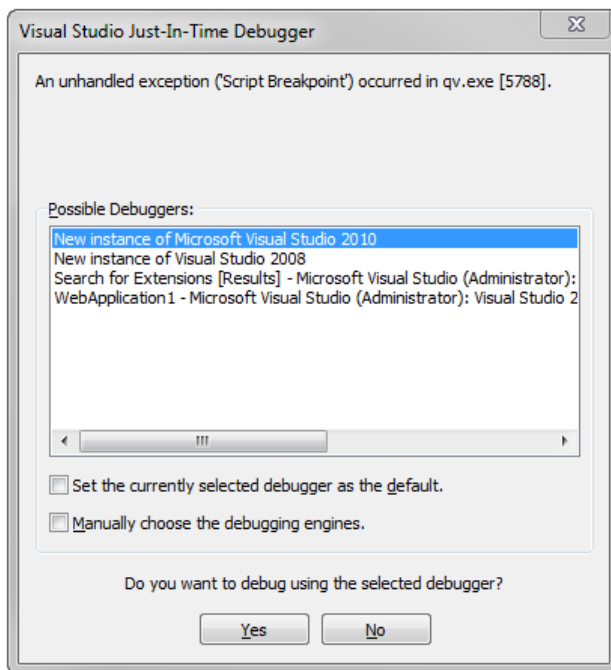 Visual Studio Just-In-Time Debugger
An unhandled exception ('Script Breakpoint') occurred in qv.exe [5788].
Possible Debuggers:
New instance of Microsoft Visual Studio 2010
New instance of Visual Studio 2008
Search for Extensions [Results] - Microsoft Visual Studio (Administrator):
WebApplication1 - Microsoft Visual Studio (Administrator): Visual Studio 2
Set the currently selected debugger as the default.
Manually choose the debugging engines.
Do you want to debug using the selected debugger?
Yes
No